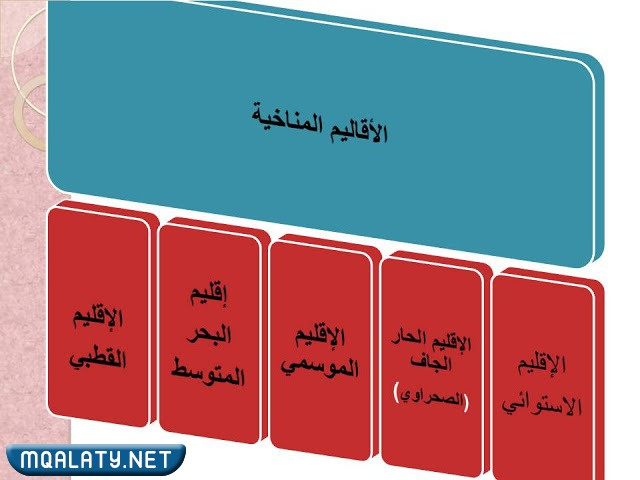 الأقاليم المناخية
الإقليم
الاستوائي
الإقليم الحار
الجاف
(الصحراوي)
الإقليم
الموسمي
إقليم
البحر
المتوسط
الإقليم
القطبي
MQALATY.NET